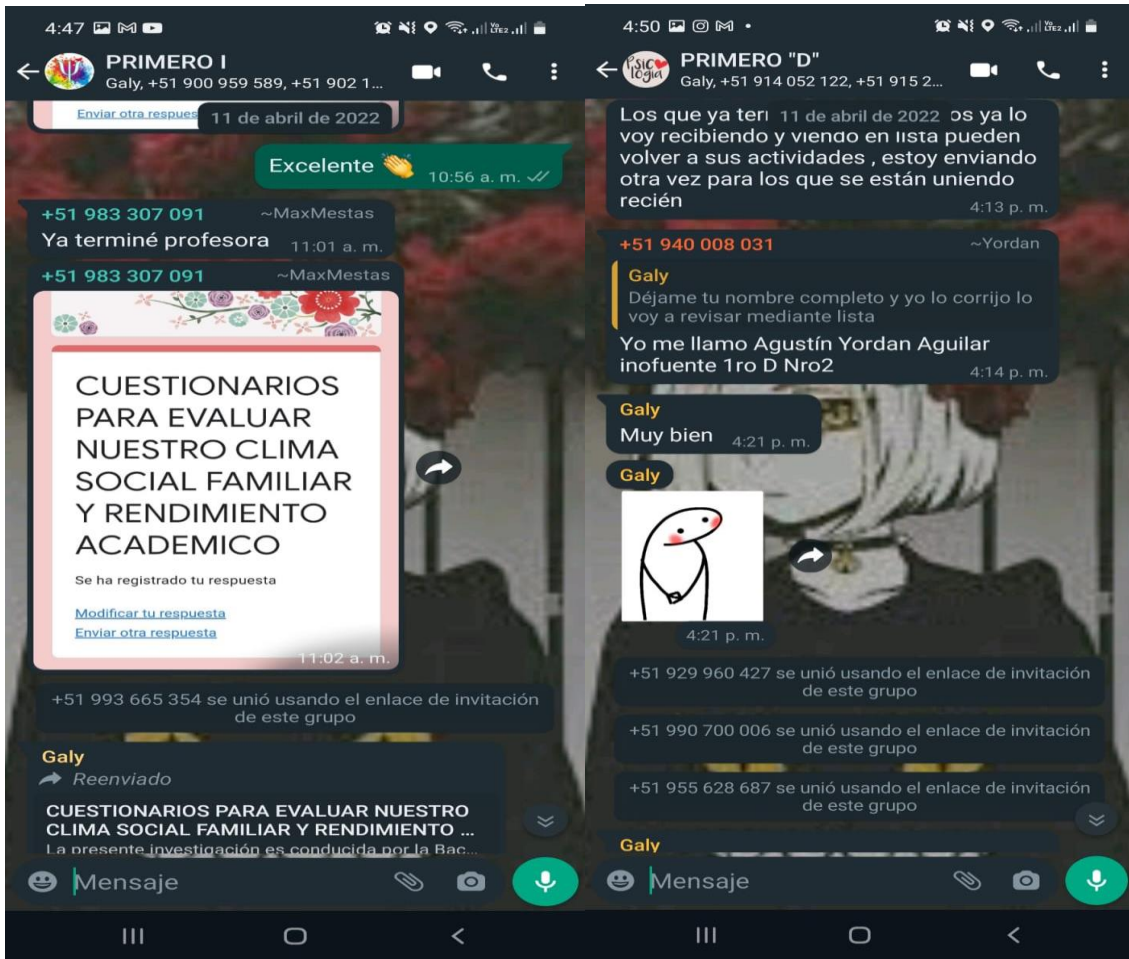 4:47
PRIMERO I
Galy, +51 900 959 589, +51 902 1...
Enviar otra respues
11 de abril de 2022
Excelente 👏
10:56 a. m.
+51 983 307 091 ~MaxMestas
Ya terminé profesora 11:01 a. m.
+51 983 307 091 ~MaxMestas
CUESTIONARIOS
PARA EVALUAR
NUESTRO CLIMA
SOCIAL FAMILIAR
Y RENDIMIENTO
ACADEMICO
Se ha registrado tu respuesta
Modificar tu respuesta
Enviar otra respuesta
11:02 a. m.
+51 993 665 354 se unió usando el enlace de invitación
de este grupo
Galy
Reenviado
CUESTIONARIOS PARA EVALUAR NUESTRO
CLIMA SOCIAL FAMILIAR Y RENDIMIENTO ...
La presente investigación es conducida por la Bac...
Mensaje
4:50
Psicología
PRIMERO "D"
Galy, +51 914 052 122, +51 915 2...
Los que ya ter 11 de abril de 2022 os ya lo
voy recibiendo y viendo en lista pueden
volver a sus actividades , estoy enviando
otra vez para los que se están uniendo
recién
4:13 p. m.
+51 940 008 031 ~Yordan
Galy
Déjame tu nombre completo y yo lo corrijo lo
voy a revisar mediante lista
Yo me llamo Agustín Yordan Aguilar
inofuente 1ro D Nro2
4:14 p. m.
Galy
Muy bien 4:21 p. m.
Galy
4:21 p. m.
+51 929 960 427 se unió usando el enlace de invitación
de este grupo
+51 990 700 006 se unió usando el enlace de invitación
de este grupo
+51 955 628 687 se unió usando el enlace de invitación
de este grupo
Galy
Mensaje